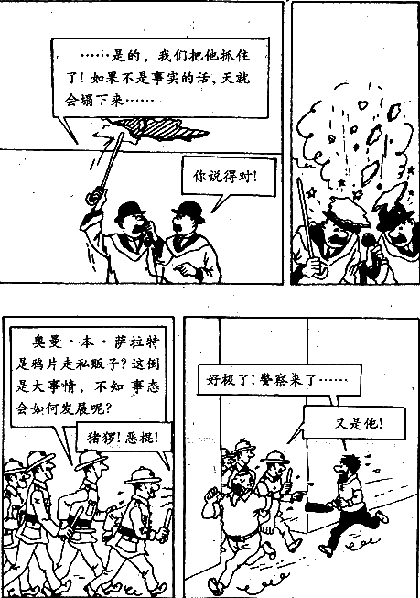 ……是的，我们把他抓住
了！如果不是事实的话，天就
会塌下来……
你说得对！
奥曼·本·萨拉特
是鸦片走私贩子？这倒
是大事情，不知事态
会如何发展呢？
猪猡！恶棍！
好极了！警察来了……
又是他！